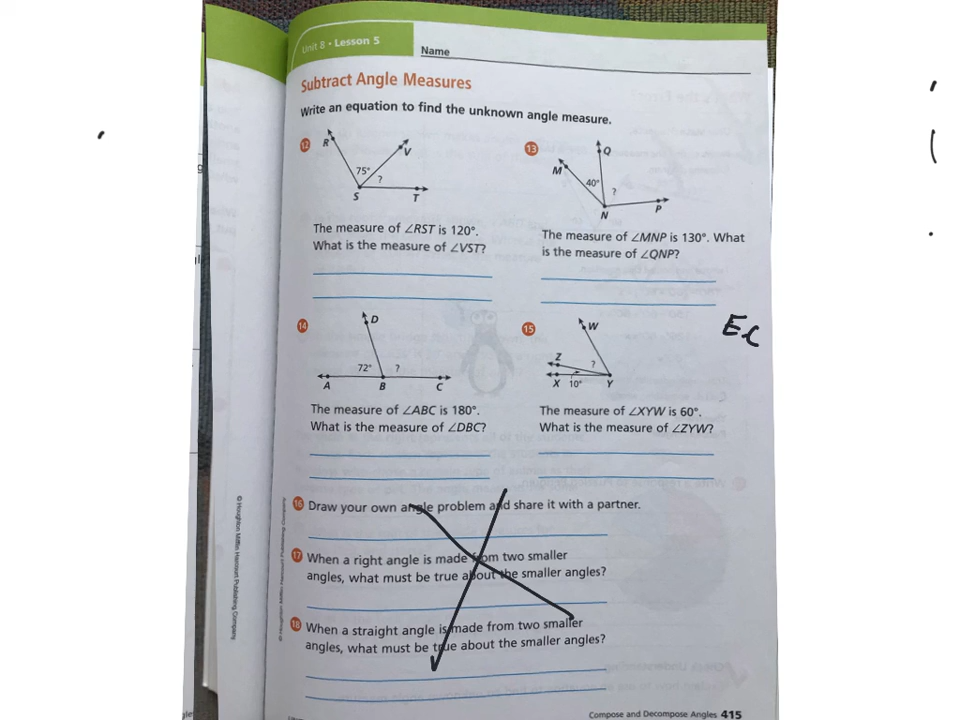 Unit 8 • Lesson 5
Name
Subtract Angle Measures
Write an equation to find the unknown angle measure.
12
R
V
75°
?
S
T
The measure of ∠RST is 120°.
What is the measure of ∠VST?
13
Q
M
40°
?
N
P
The measure of ∠MNP is 130°. What
is the measure of ∠QNP?
14
D
72°
?
A
B
C
The measure of ∠ABC is 180°.
What is the measure of ∠DBC?
15
W
Z
?
X
10°
Y
The measure of ∠XYW is 60°.
What is the measure of ∠ZYW?
16 Draw your own angle problem and share it with a partner.
17 When a right angle is made from two smaller
angles, what must be true about the smaller angles?
18 When a straight angle is made from two smaller
angles, what must be true about the smaller angles?
Compose and Decompose Angles 415
© Houghton Mifflin Harcourt Publishing Company
© Houghton Mifflin Harcourt Publishing Company